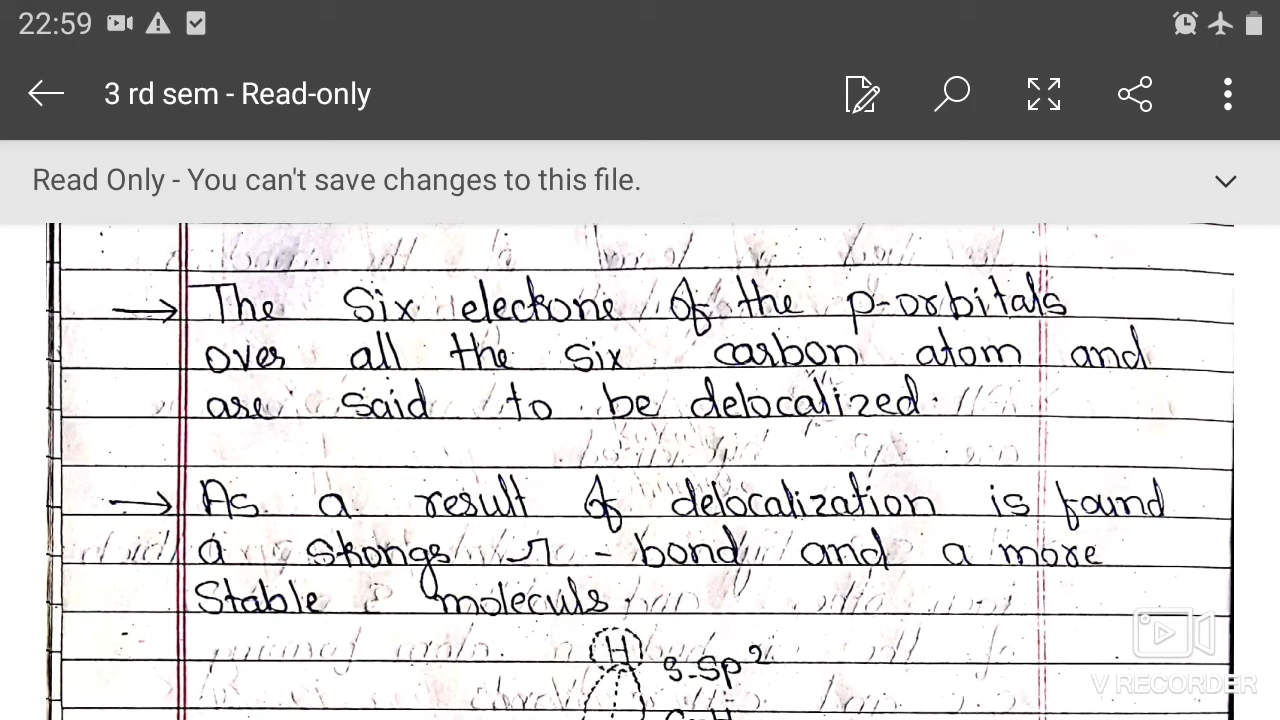 22:59
3 rd sem - Read-only
Read Only - You can't save changes to this file.
→ The Six electrone of the p-orbitals
over all the six carbon atom and
are said to be delocalized.
→ As a result of delocalization is found
a strongs π - bond and a more
Stable moleculs
H S-Sp²
V RECORDER